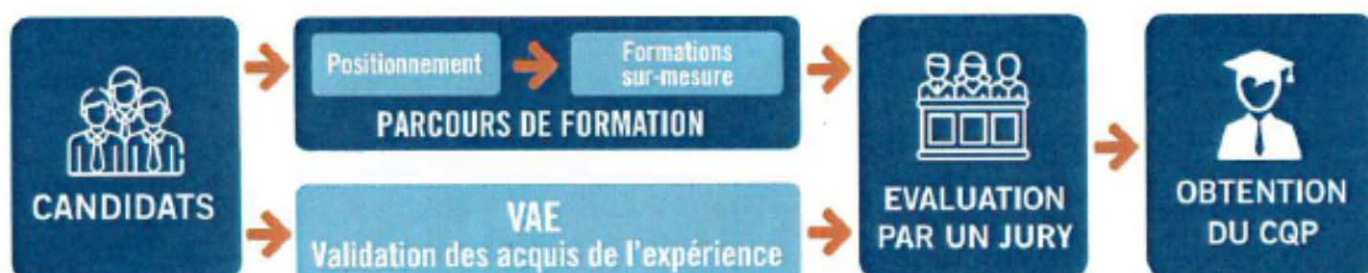 CANDIDATS
Positionnement
Formations
sur-mesure
PARCOURS DE FORMATION
VAE
Validation des acquis de l'expérience
EVALUATION
PAR UN JURY
OBTENTION
DU CQP